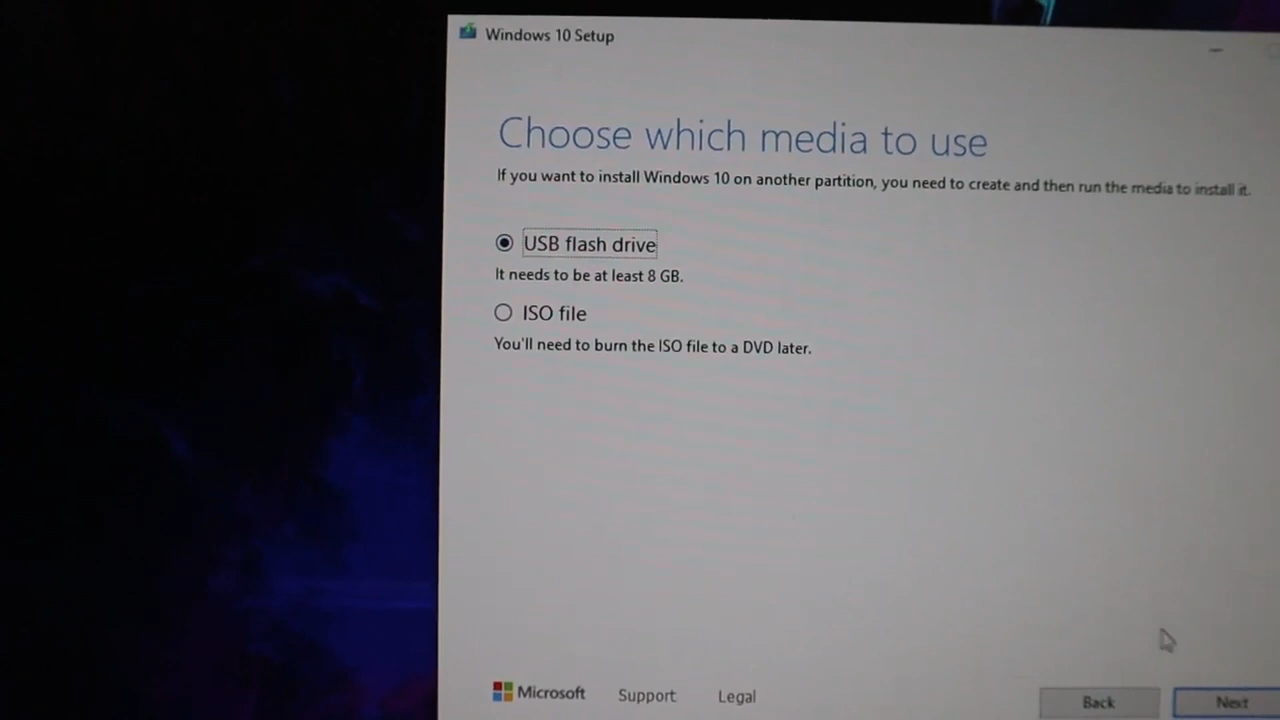 Windows 10 Setup
Choose which media to use
If you want to install Windows 10 on another partition, you need to create and then run the media to install it.
USB flash drive
It needs to be at least 8 GB.
ISO file
You'll need to burn the ISO file to a DVD later.
Microsoft Support Legal Back Next